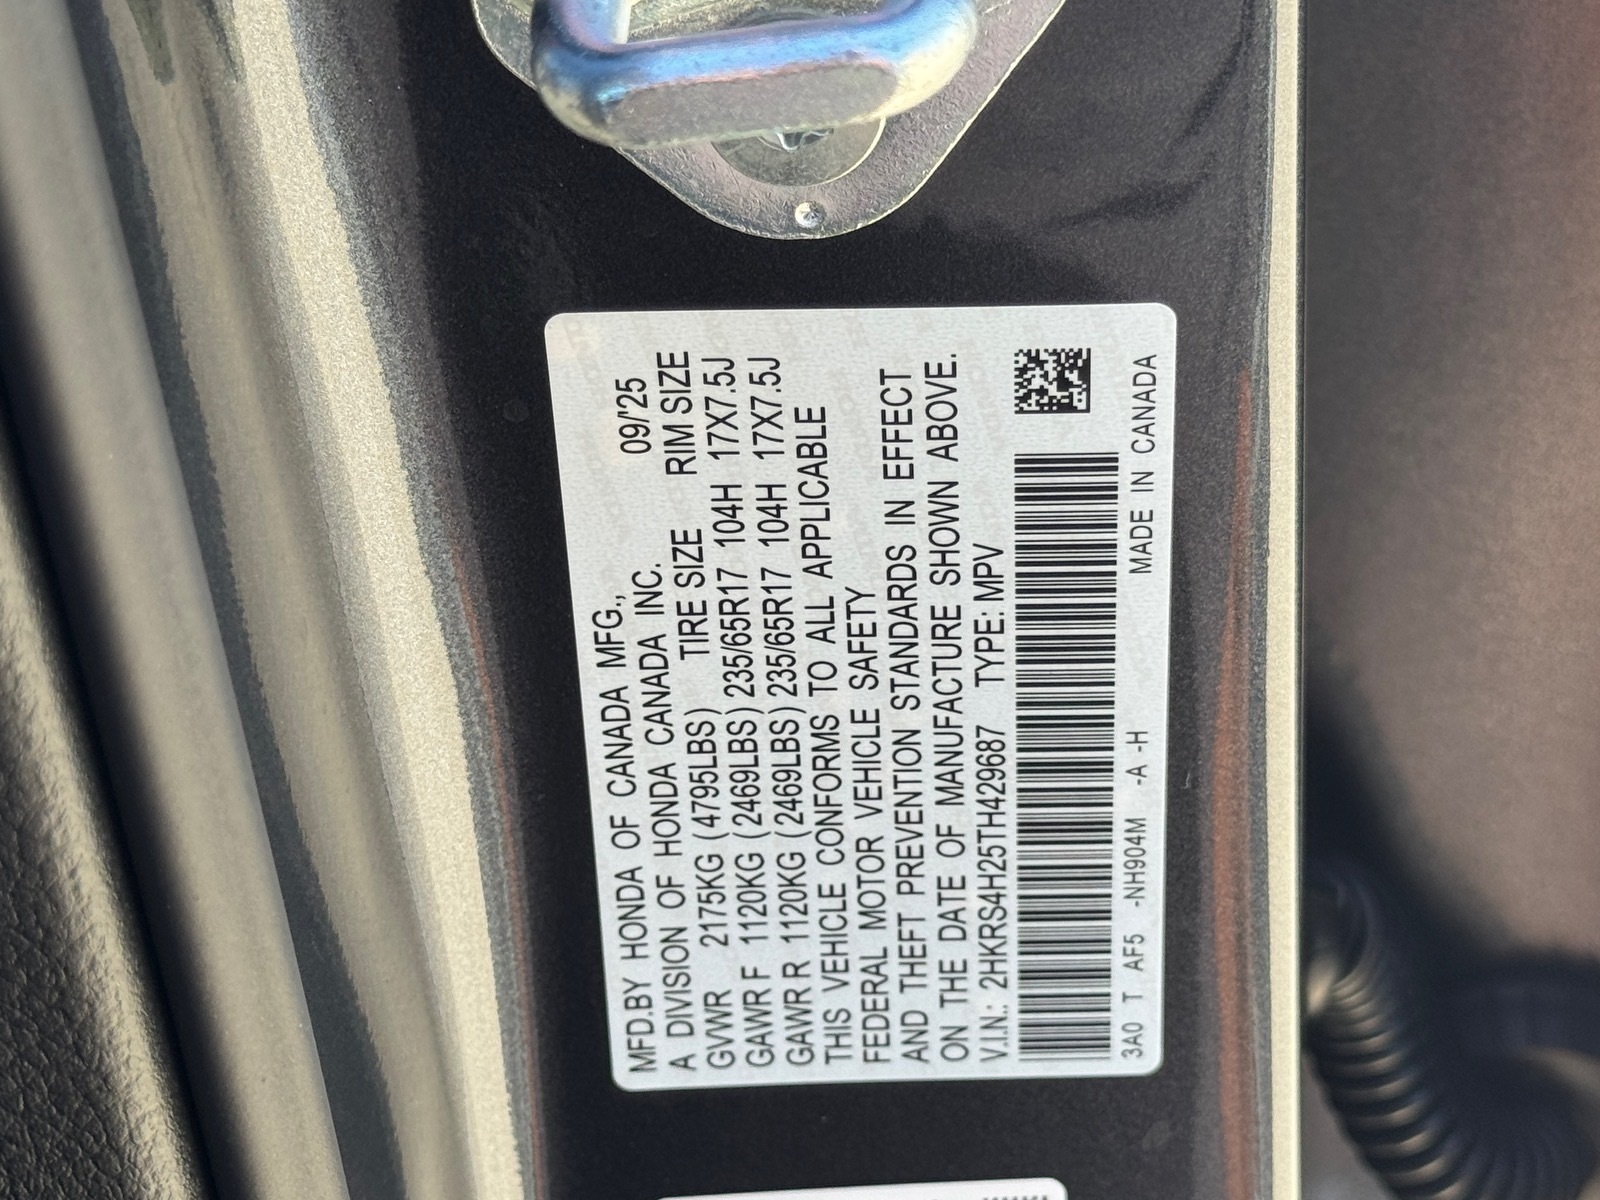 MFD.BY HONDA OF CANADA MFG., 09/'25
A DIVISION OF HONDA CANADA INC.
TIRE SIZE RIM SIZE
GVWR 2175KG (4795LBS)
GAWR F 1120KG (2469LBS) 235/65R17 104H 17X7.5J
GAWR R 1120KG (2469LBS) 235/65R17 104H 17X7.5J
THIS VEHICLE CONFORMS TO ALL APPLICABLE
FEDERAL MOTOR VEHICLE SAFETY
AND THEFT PREVENTION STANDARDS IN EFFECT
ON THE DATE OF MANUFACTURE SHOWN ABOVE.
V.I.N.: 2HKRS4H25TH429687 TYPE: MPV
3A0 T AF5 -NH904M -A -H MADE IN CANADA